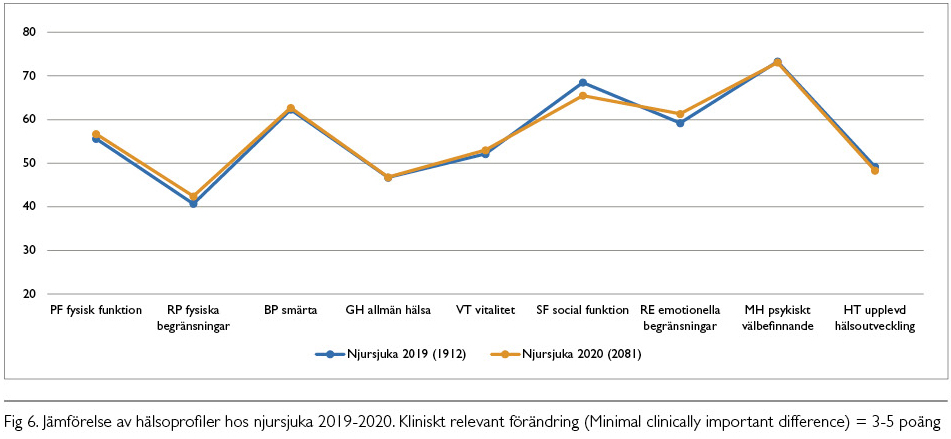 80
70
60
50
40
30
20
PF fysisk funktion RP fysiska BP smärta GH allmän hälsa VT vitalitet SF social funktion RE emotionella MH psykiskt HT upplevd
begränsningar begränsningar välbefinnande hälsoutveckling
Njursjuka 2019 (1912) Njursjuka 2020 (2081)
Fig 6. Jämförelse av hälsoprofiler hos njursjuka 2019-2020. Kliniskt relevant förändring (Minimal clinically important difference) = 3-5 poäng